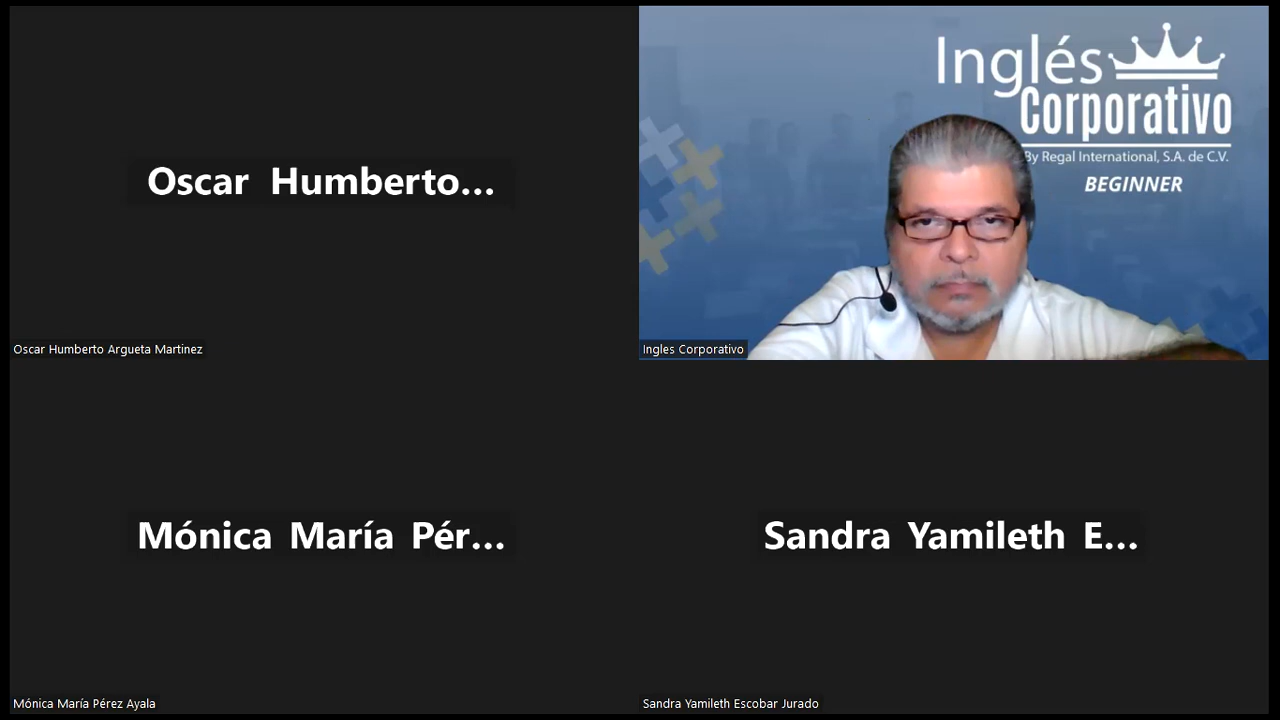 Oscar Humberto...
Oscar Humberto Argueta Martinez
Inglés
Corporativo
By Regal International, S.A. de C.V.
BEGINNER
Ingles Corporativo
Mónica María Pér...
Mónica María Pérez Ayala
Sandra Yamileth E...
Sandra Yamileth Escobar Jurado